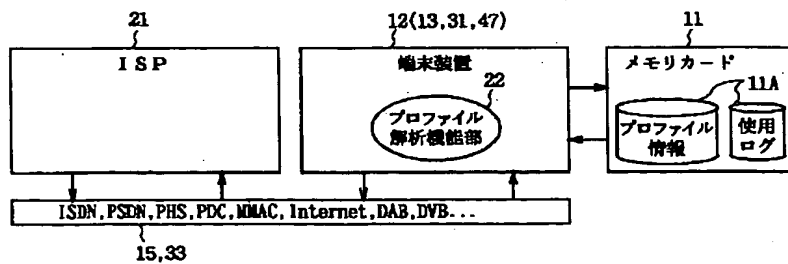 21
12(13,31,47)
11
ISP
端末装置
メモリカード
22
11A
プロファイル
解析機能部
プロファイル
情報
使用
ログ
ISDN,PSDN,PHS,PDC,MMAC,Internet,DAB,DVB...
15,33